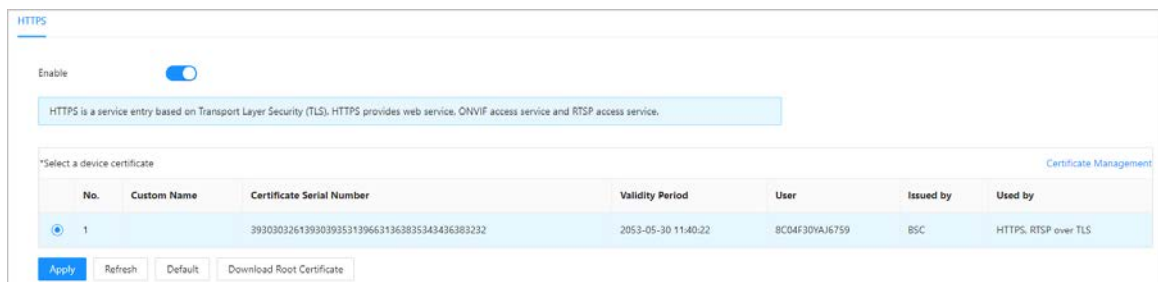 HTTPS
Enable
HTTPS is a service entry based on Transport Layer Security (TLS). HTTPS provides web service, ONVIF access service and RTSP access service.
*Select a device certificate Certificate Management
No. Custom Name Certificate Serial Number Validity Period User Issued by Used by
1 3930303261393039353139663136383534343638323​2 2053-05-30 11:40:22 8C04F30YAJ6759 BSC HTTPS, RTSP over TLS
Apply Refresh Default Download Root Certificate